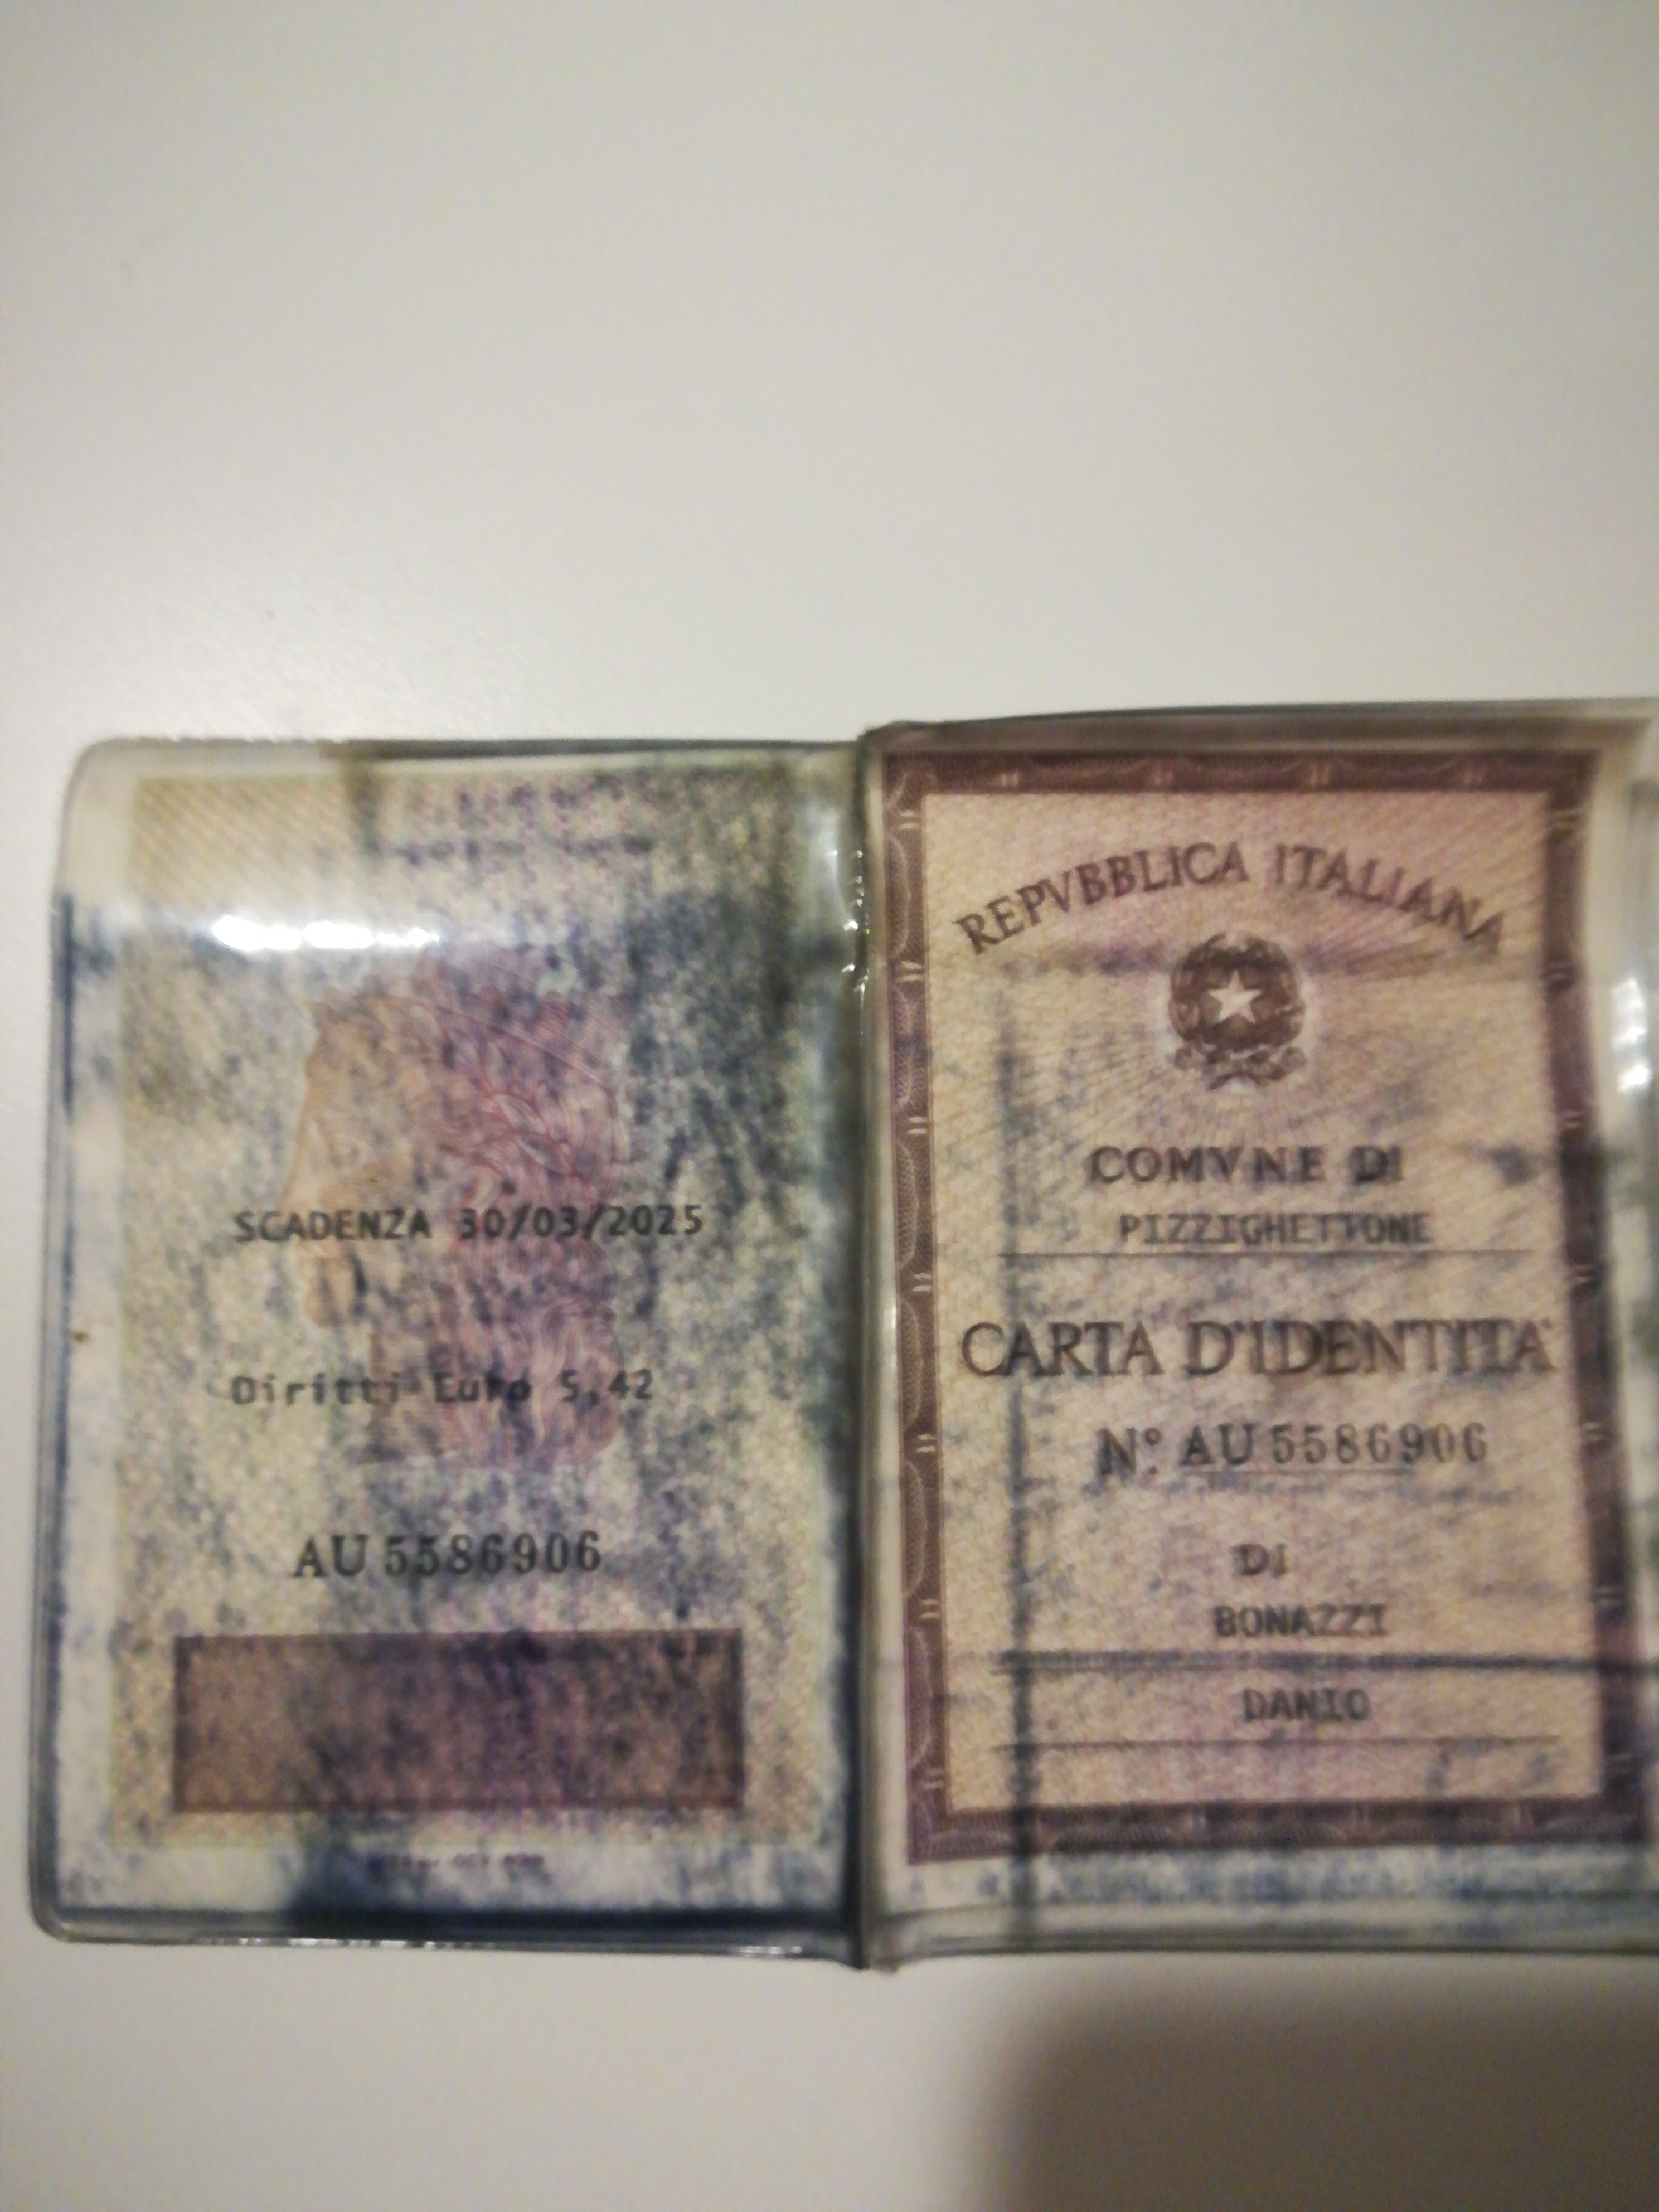 SCADENZA 30/03/2025
Diritti Euro 5,42
AU 5586906
REPVBBLICA ITALIANA
COMVNE DI
PIZZIGHETTONE
CARTA D'IDENTITA'
N° AU 5586906
DI
BONAZZI
DANIO